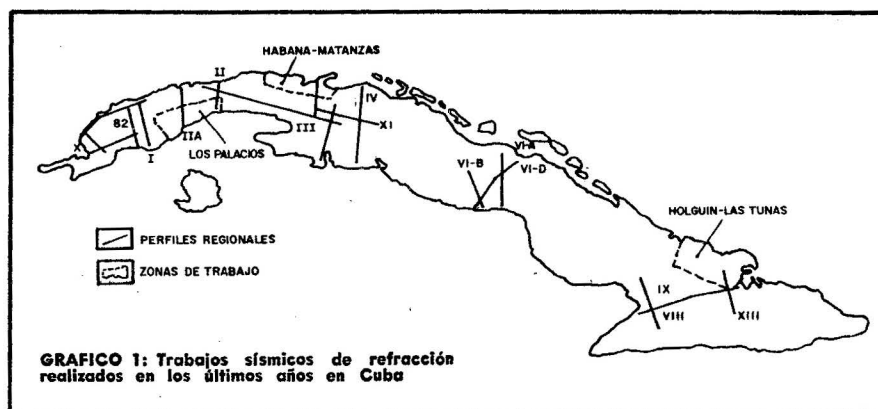 HABANA-MATANZAS
II
IV
82
X
I
IIA
III
XI
LOS PALACIOS
VI-A
VI-B
VI-D
HOLGUIN-LAS TUNAS
PERFILES REGIONALES
ZONAS DE TRABAJO
IX
VIII
XIII
GRAFICO 1: Trabajos sísmicos de refracción
realizados en los últimos años en Cuba